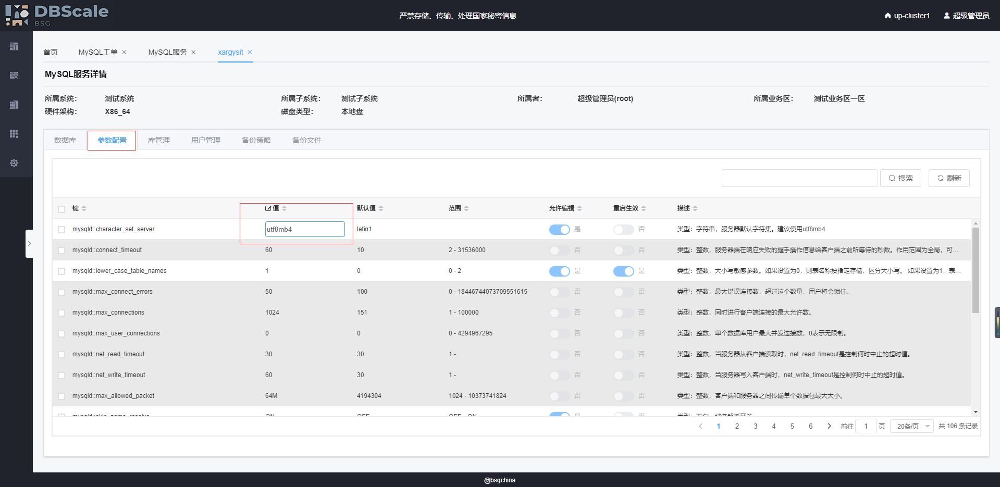 DBScale
BSG
严禁存储、传输、处理国家秘密信息
up-cluster1
超级管理员
首页
MySQL工单
MySQL服务
xargysit
MySQL服务详情
所属系统： 测试系统 所属子系统： 测试子系统 所属者： 超级管理员(root) 所属业务区： 测试业务区一区
硬件架构： X86_64 磁盘类型： 本地盘
数据库 参数配置 库管理 用户管理 备份策略 备份文件
搜索 刷新
键 值 默认值 范围 允许编辑 重启生效 描述
mysqld::character_set_server utf8mb4 latin1 是 否 类型：字符串，服务器默认字符集。建议使用utf8mb4
mysqld::connect_timeout 60 10 2 - 31536000 否 类型：整数，服务器端在响应失败的握手操作信息给客户端之前所等待的秒数。作用范围为全局，可...
mysqld::lower_case_table_names 1 0 0 - 2 是 是 类型：整数，大小写敏感参数。如果设置为0，则表名称按指定存储，区分大小写。 如果设置为1，表...
mysqld::max_connect_errors 50 100 0 - 18446744073709551615 否 否 类型：整数，最大错误连接数，超过这个数量，用户将会锁住。
mysqld::max_connections 1024 151 1 - 100000 否 否 类型：整数，同时进行客户端连接的最大允许数。
mysqld::max_user_connections 0 0 0 - 4294967295 否 否 类型：整数，单个数据库用户最大并发连接数，0表示无限制。
mysqld::net_read_timeout 30 30 1 - 否 否 类型：整数，当服务器从客户端读取时，net_read_timeout是控制何时中止的超时值。
mysqld::net_write_timeout 60 30 1 - 否 否 类型：整数，当服务器写入客户端时，net_write_timeout是控制何时中止的超时值。
mysqld::max_allowed_packet 64M 4194304 1024 - 10373741824 否 否 类型：整数，客户端和服务器之间传输单个数据包最大大小。
mysqld::skip_name_resolve ON OFF OFF - ON 是 否
1 2 3 4 5 6 前往 1 页 20条/页 共 106 条记录
@bsgchina